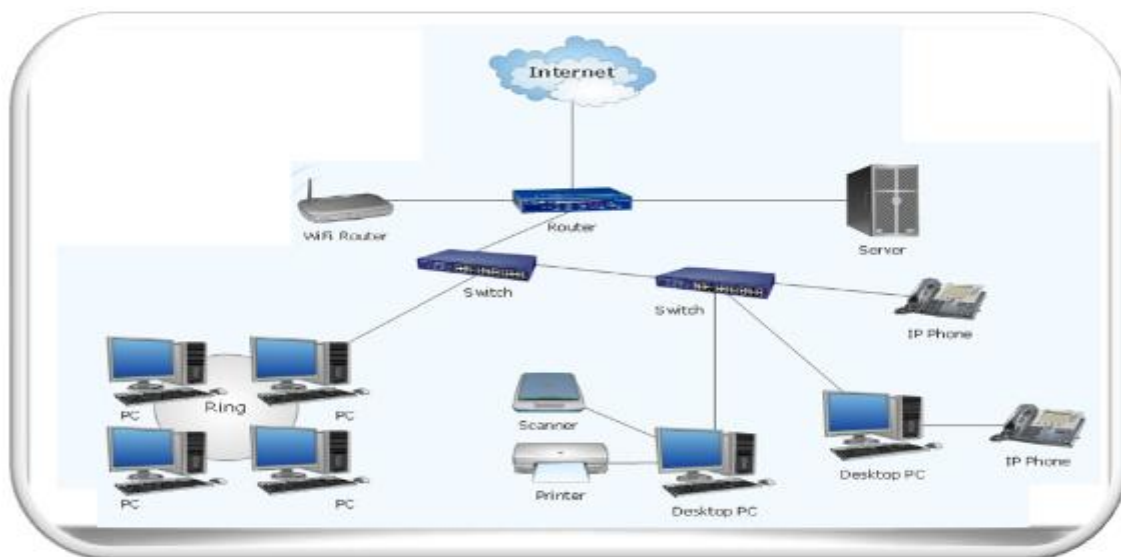 Internet
WiFi Router
Router
Server
Switch
Switch
IP Phone
PC
PC
Ring
Scanner
Desktop PC
IP Phone
PC
PC
Printer
Desktop PC